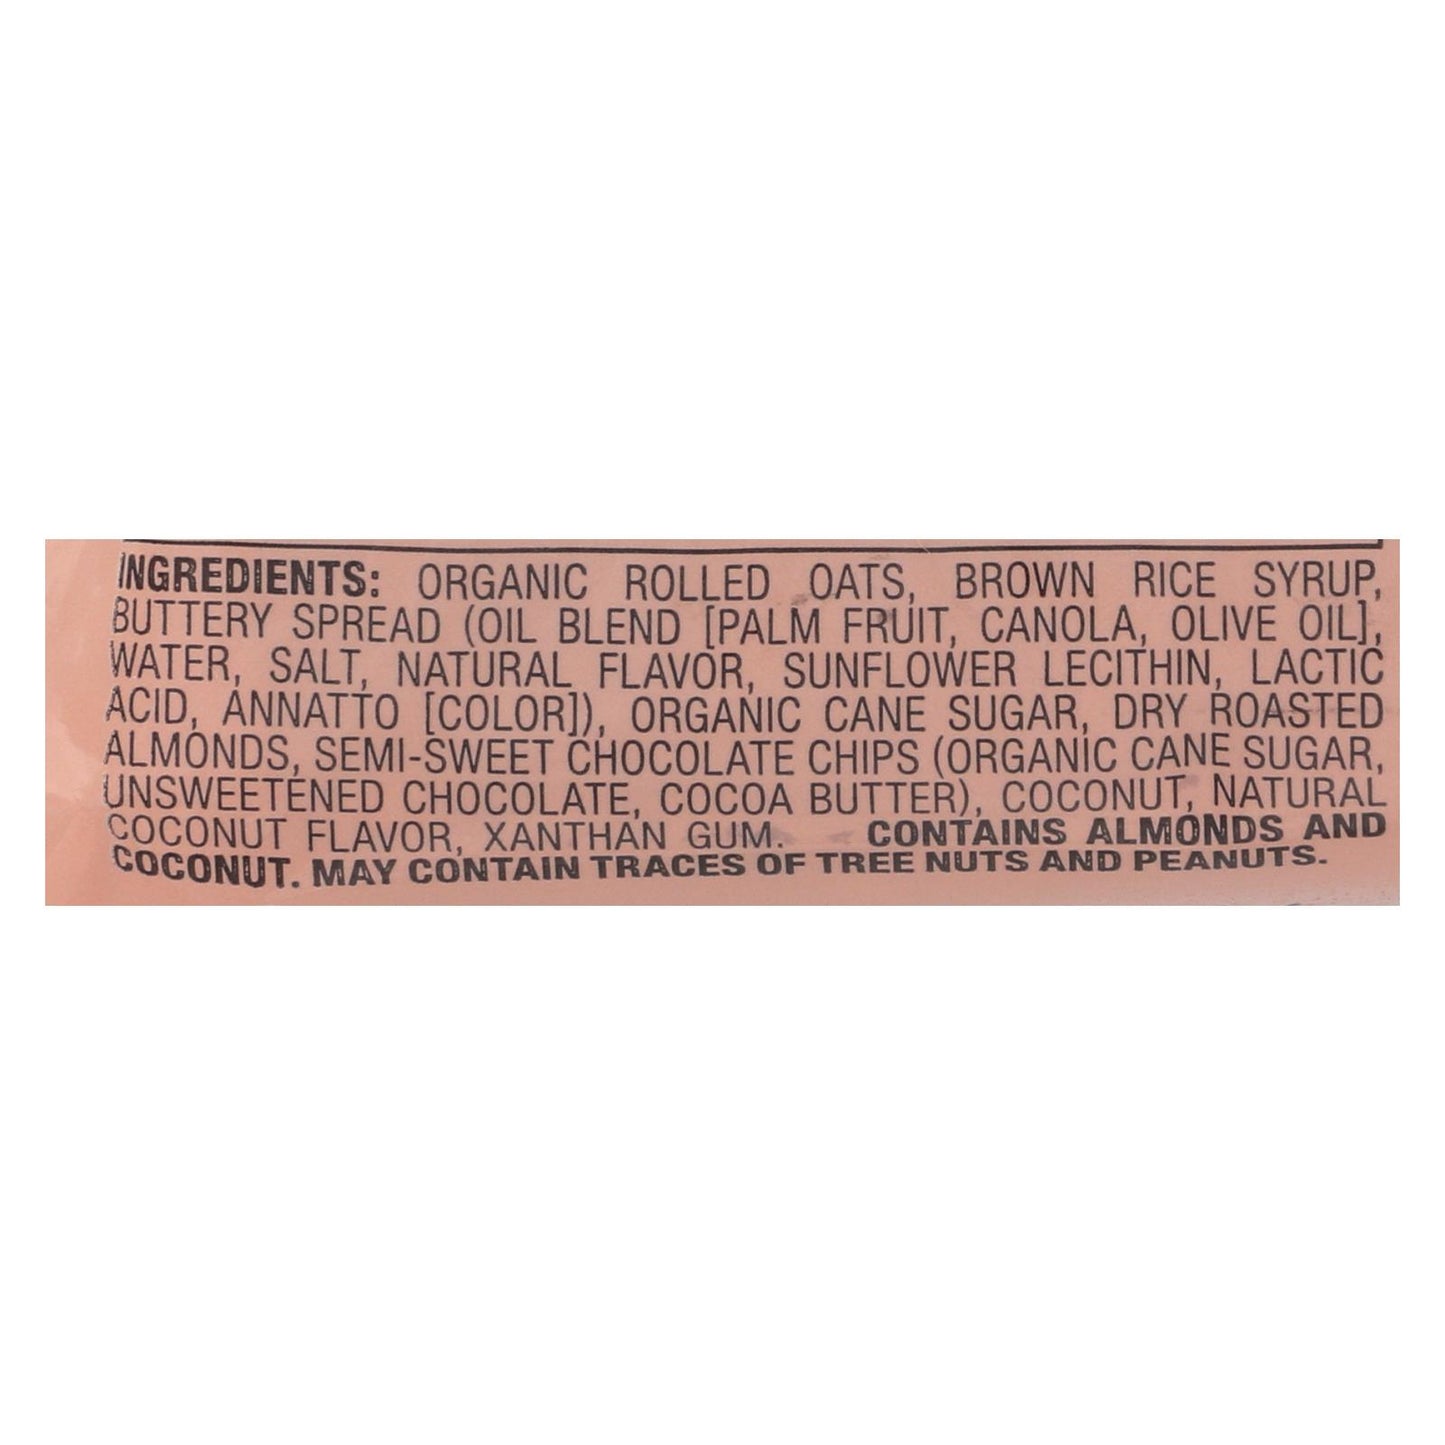 INGREDIENTS: ORGANIC ROLLED OATS, BROWN RICE SYRUP,
BUTTERY SPREAD (OIL BLEND [PALM FRUIT, CANOLA, OLIVE OIL],
WATER, SALT, NATURAL FLAVOR, SUNFLOWER LECITHIN, LACTIC
ACID, ANNATTO [COLOR]), ORGANIC CANE SUGAR, DRY ROASTED
ALMONDS, SEMI-SWEET CHOCOLATE CHIPS (ORGANIC CANE SUGAR,
UNSWEETENED CHOCOLATE, COCOA BUTTER), COCONUT, NATURAL
COCONUT FLAVOR, XANTHAN GUM. CONTAINS ALMONDS AND
COCONUT. MAY CONTAIN TRACES OF TREE NUTS AND PEANUTS.